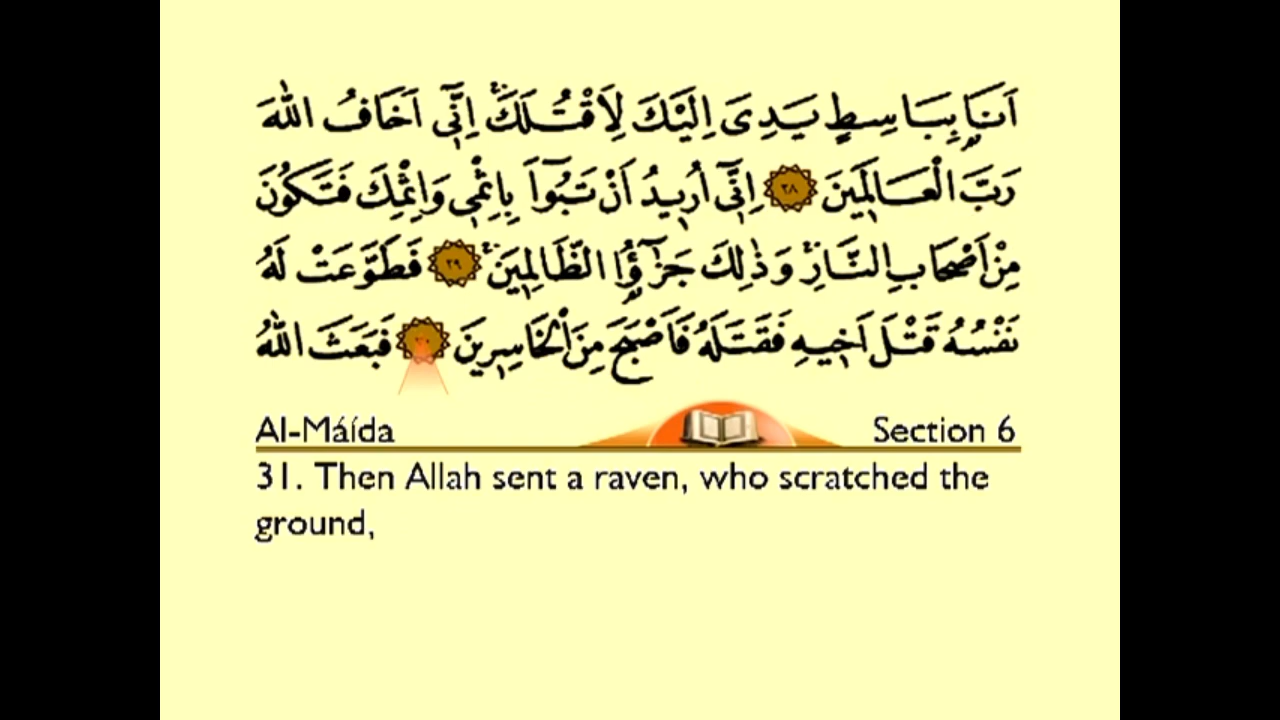 اَنَا۬ بِبَاسِطٍ يَدِىَ اِلَيْكَ لِاَقْتُلَكَۚ اِنّ۪ٓى اَخَافُ اللّٰهَ
رَبَّ الْعَالَم۪ينَ ﴿٢٨﴾ اِنّ۪ٓى اُر۪يدُ اَنْ تَبُٓوأَ بِاِثْم۪ى وَاِثْمِكَ فَتَكُونَ
مِنْ اَصْحَابِ النَّارِۚ وَذٰلِكَ جَزٰٓؤُا الظَّالِم۪ينَۚ ﴿٢٩﴾ فَطَوَّعَتْ لَهُ
نَفْسُهُ قَتْلَ اَخ۪يهِ فَقَتَلَهُ فَاَصْبَحَ مِنَ الْخَاسِر۪ينَ ﴿٣٠﴾ فَبَعَثَ اللّٰهُ
Al-Máída Section 6
31. Then Allah sent a raven, who scratched the
ground,